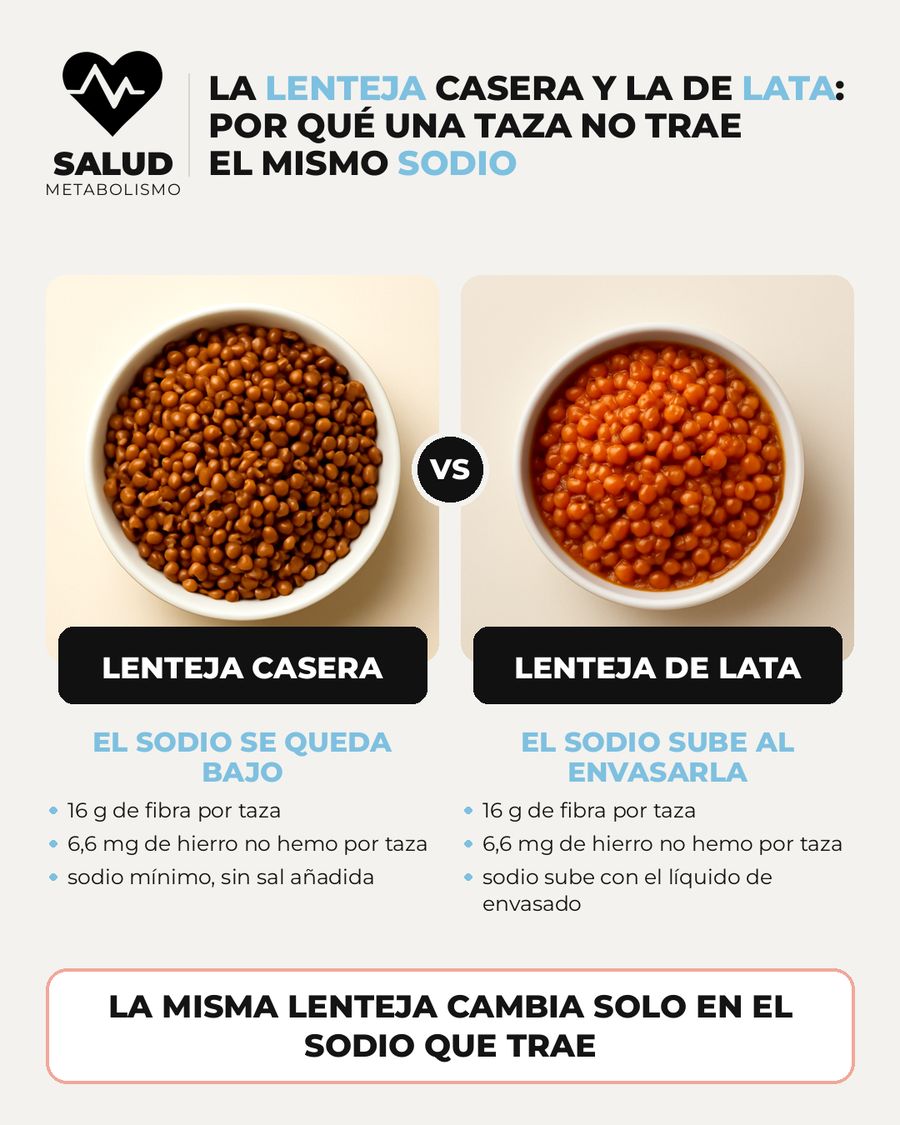 SALUD
METABOLISMO
LA LENTEJA CASERA Y LA DE LATA:
POR QUÉ UNA TAZA NO TRAE
EL MISMO SODIO
VS
LENTEJA CASERA
EL SODIO SE QUEDA
BAJO
• 16 g de fibra por taza
• 6,6 mg de hierro no hemo por taza
• sodio mínimo, sin sal añadida
LENTEJA DE LATA
EL SODIO SUBE AL
ENVASARLA
• 16 g de fibra por taza
• 6,6 mg de hierro no hemo por taza
• sodio sube con el líquido de
envasado
LA MISMA LENTEJA CAMBIA SOLO EN EL
SODIO QUE TRAE